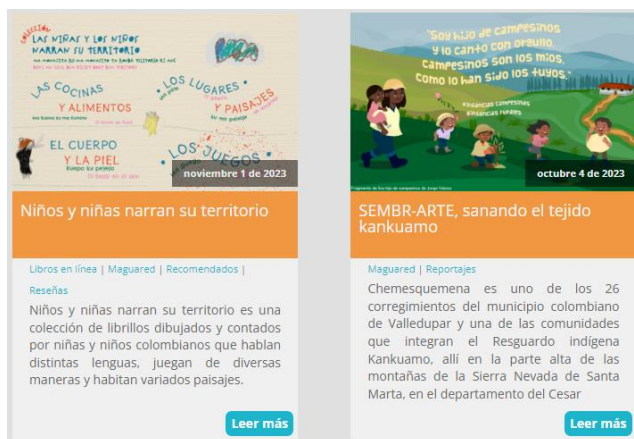 Colección
LAS NIÑAS Y LOS NIÑOS
NARRAN SU TERRITORIO
LAS COCINAS
Y ALIMENTOS
• LOS LUGARES •
Y PAISAJES
EL CUERPO
Y LA PIEL
• LOS JUEGOS •
noviembre 1 de 2023
Niños y niñas narran su territorio
Libros en línea | Maguared | Recomendados |
Reseñas
Niños y niñas narran su territorio es una
colección de librillos dibujados y contados
por niñas y niños colombianos que hablan
distintas lenguas, juegan de diversas
maneras y habitan variados paisajes.
Leer más
"Soy hijo de campesinos
y lo canto con orgullo,
campesinos son los míos,
como lo han sido los tuyos."
#infancias campesinas
#infancias rurales
octubre 4 de 2023
SEMBR-ARTE, sanando el tejido
kankuamo
Maguared | Reportajes
Chemesquemena es uno de los 26
corregimientos del municipio colombiano
de Valledupar y una de las comunidades
que integran el Resguardo indígena
Kankuamo, allí en la parte alta de las
montañas de la Sierra Nevada de Santa
Marta, en el departamento del Cesar
Leer más